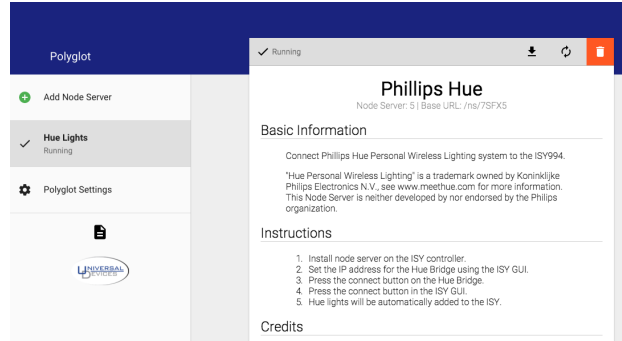 Polyglot
Add Node Server
Hue Lights
Running
Polyglot Settings
UNIVERSAL
DEVICES
Running
Phillips Hue
Node Server: 5 | Base URL: /ns/7SFX5
Basic Information
Connect Phillips Hue Personal Wireless Lighting system to the ISY994.
"Hue Personal Wireless Lighting" is a trademark owned by Koninklijke
Philips Electronics N.V., see www.meethue.com for more information.
This Node Server is neither developed by nor endorsed by the Philips
organization.
Instructions
1. Install node server on the ISY controller.
2. Set the IP address for the Hue Bridge using the ISY GUI.
3. Press the connect button on the Hue Bridge.
4. Press the connect button in the ISY GUI.
5. Hue lights will be automatically added to the ISY.
Credits